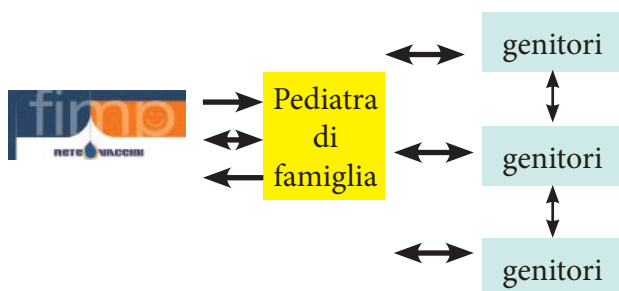 fimp
RETE VACCINI
Pediatra
di
famiglia
genitori
genitori
genitori